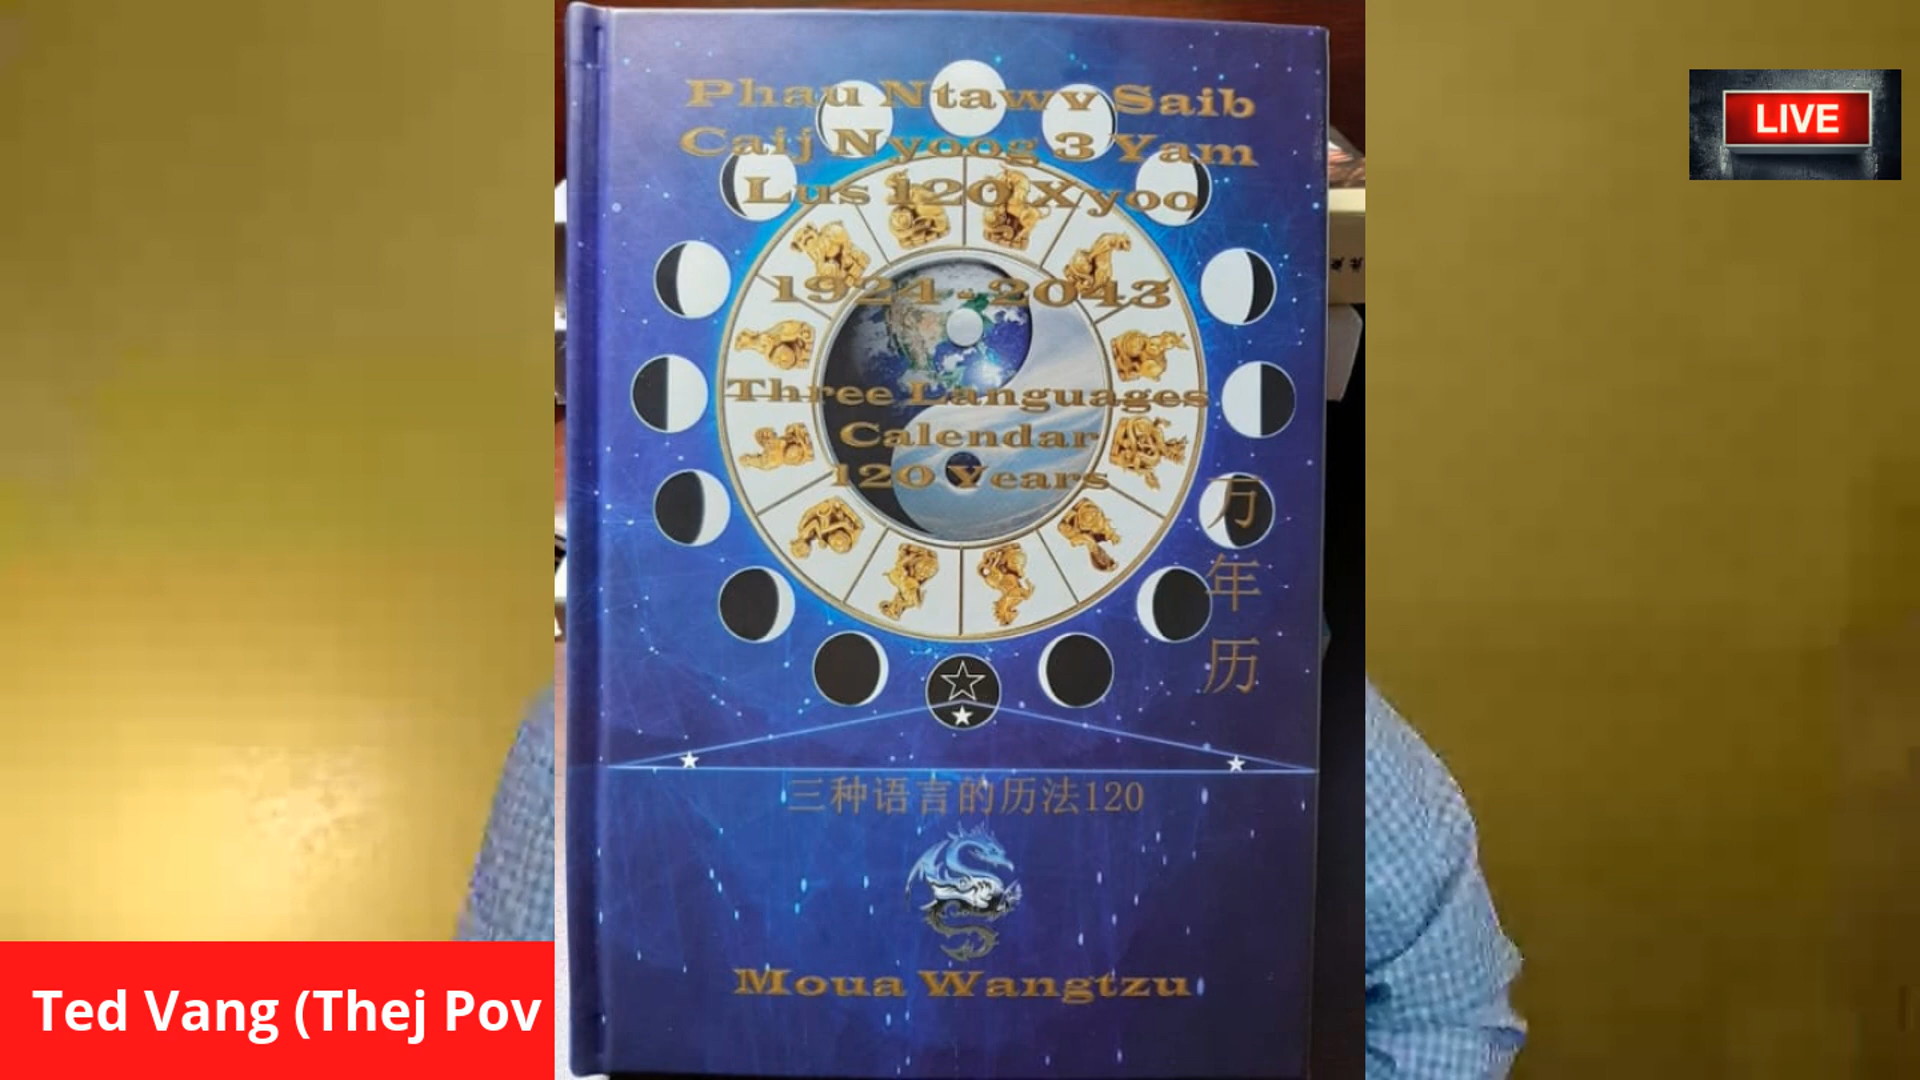 LIVE
Phau Ntawv Saib
Caij Nyoog 3 Yam
Lus 120 Xyoo
1924 - 2043
Three Languages
Calendar
120 Years
万年历
三种语言的历法120
Moua Wangtzu
Ted Vang (Thej Pov